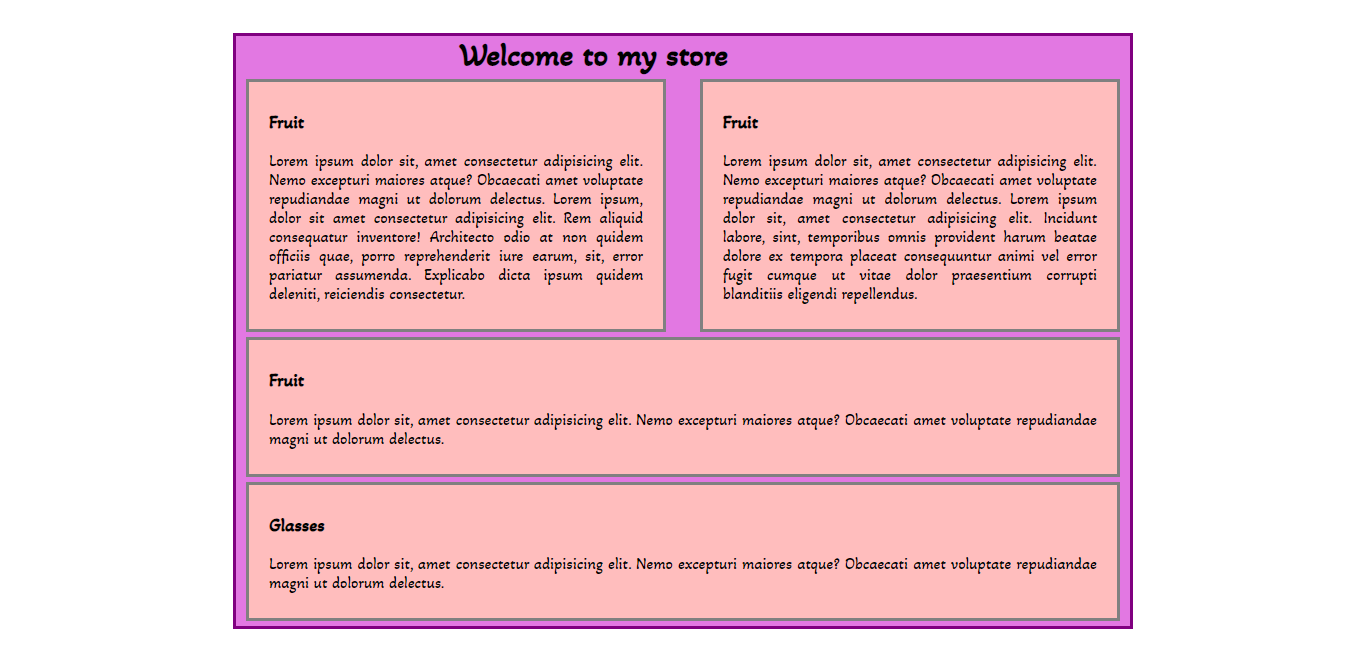 Welcome to my store
Fruit
Lorem ipsum dolor sit, amet consectetur adipisicing elit.
Nemo excepturi maiores atque? Obcaecati amet voluptate
repudiandae magni ut dolorum delectus. Lorem ipsum,
dolor sit amet consectetur adipisicing elit. Rem aliquid
consequatur inventore! Architecto odio at non quidem
officiis quae, porro reprehenderit iure earum, sit, error
pariatur assumenda. Explicabo dicta ipsum quidem
deleniti, reiciendis consectetur.
Fruit
Lorem ipsum dolor sit, amet consectetur adipisicing elit.
Nemo excepturi maiores atque? Obcaecati amet voluptate
repudiandae magni ut dolorum delectus. Lorem ipsum
dolor sit, amet consectetur adipisicing elit. Incidunt
labore, sint, temporibus omnis provident harum beatae
dolore ex tempora placeat consequuntur animi vel error
fugit cumque ut vitae dolor praesentium corrupti
blanditiis eligendi repellendus.
Fruit
Lorem ipsum dolor sit, amet consectetur adipisicing elit. Nemo excepturi maiores atque? Obcaecati amet voluptate repudiandae
magni ut dolorum delectus.
Glasses
Lorem ipsum dolor sit, amet consectetur adipisicing elit. Nemo excepturi maiores atque? Obcaecati amet voluptate repudiandae
magni ut dolorum delectus.